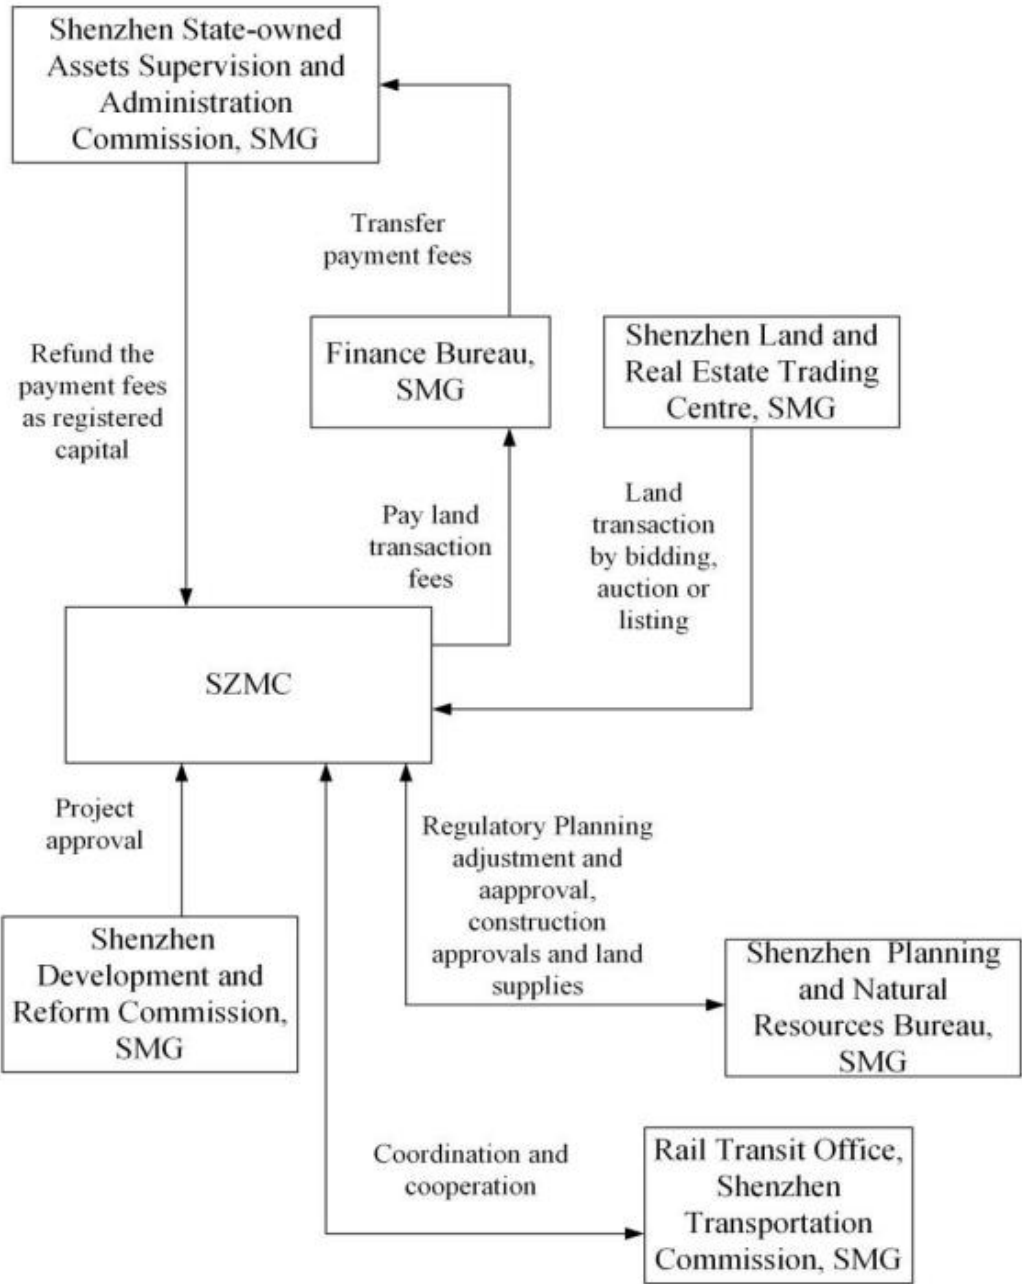 Shenzhen State-owned
Assets Supervision and
Administration
Commission, SMG
Transfer
payment fees
Refund the
payment fees
as registered
capital
Finance Bureau,
SMG
Shenzhen Land and
Real Estate Trading
Centre, SMG
Pay land
transaction
fees
Land
transaction
by bidding,
auction or
listing
SZMC
Project
approval
Regulatory Planning
adjustment and
aapproval,
construction
approvals and land
supplies
Shenzhen
Development and
Reform Commission,
SMG
Shenzhen Planning
and Natural
Resources Bureau,
SMG
Coordination and
cooperation
Rail Transit Office,
Shenzhen
Transportation
Commission, SMG